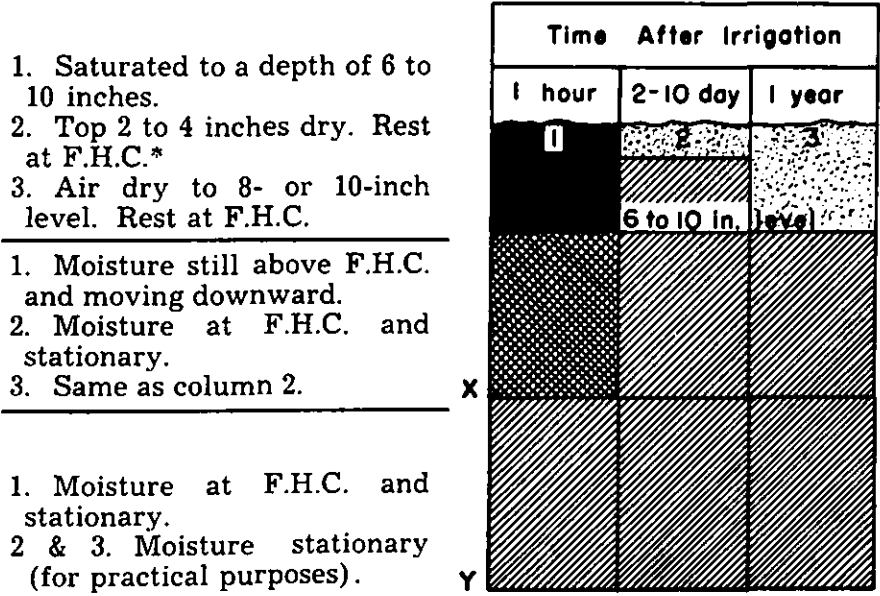 1. Saturated to a depth of 6 to
10 inches.
2. Top 2 to 4 inches dry. Rest
at F.H.C.*
3. Air dry to 8- or 10-inch
level. Rest at F.H.C.
1. Moisture still above F.H.C.
and moving downward.
2. Moisture at F.H.C. and
stationary.
3. Same as column 2.
1. Moisture at F.H.C. and
stationary.
2 & 3. Moisture stationary
(for practical purposes).
Time After Irrigation
1 hour 2-10 day 1 year
1 2 3
6 to 10 in. level
X
Y